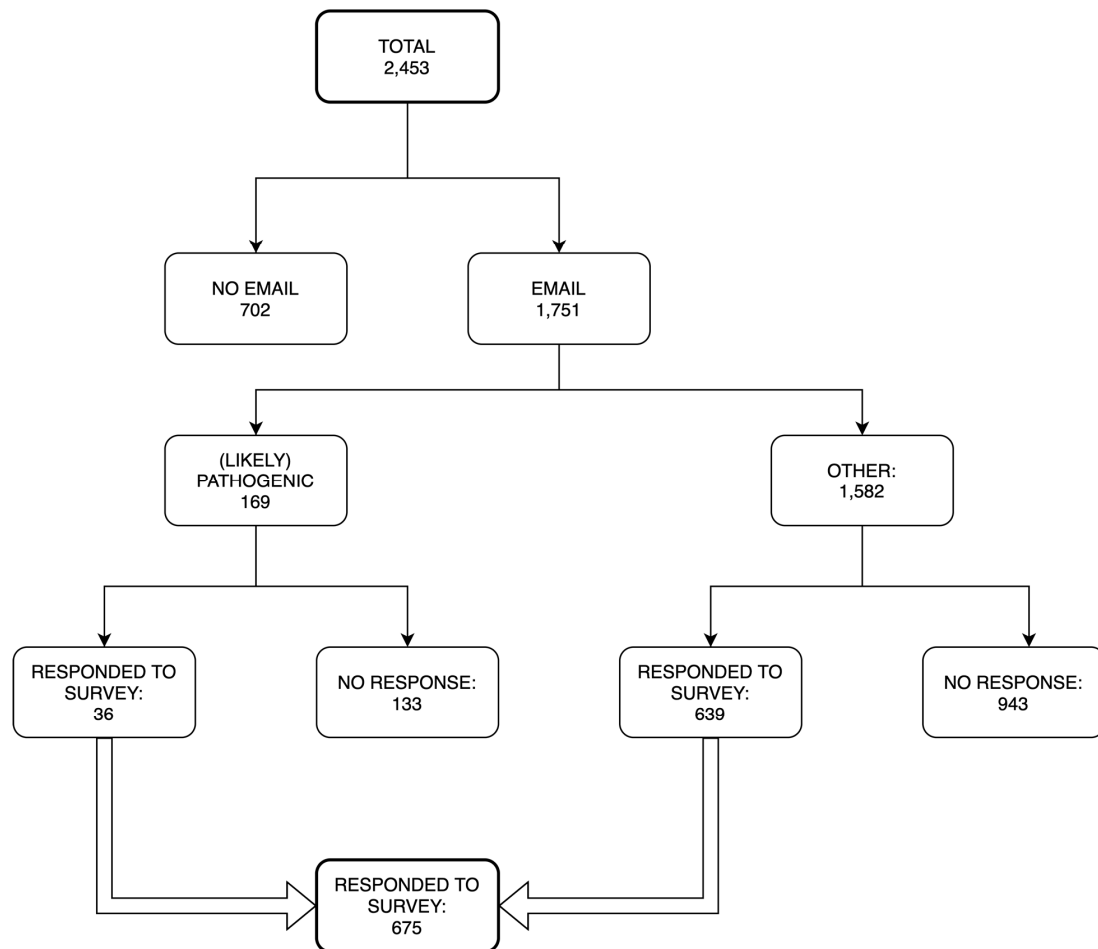 TOTAL
2,453
NO EMAIL
702
EMAIL
1,751
(LIKELY)
PATHOGENIC
169
OTHER:
1,582
RESPONDED TO
SURVEY:
36
NO RESPONSE:
133
RESPONDED TO
SURVEY:
639
NO RESPONSE:
943
RESPONDED TO
SURVEY:
675